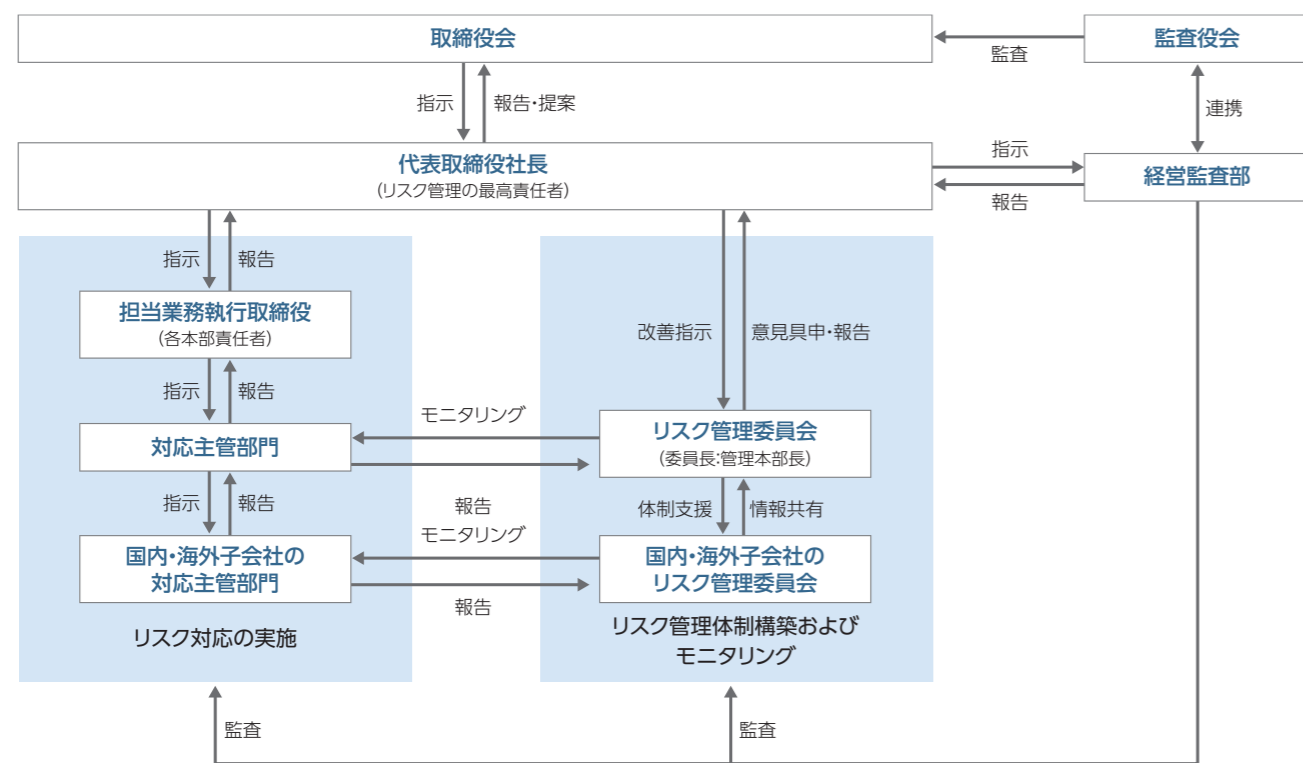 取締役会
監査役会
監査
指示
報告・提案
連携
代表取締役社長
(リスク管理の最高責任者)
指示
報告
経営監査部
指示
報告
担当業務執行取締役
(各本部責任者)
改善指示
意見具申・報告
指示
報告
モニタリング
対応主管部門
リスク管理委員会
(委員長:管理本部長)
指示
報告
報告
体制支援
情報共有
モニタリング
国内・海外子会社の
対応主管部門
国内・海外子会社の
リスク管理委員会
報告
リスク対応の実施
リスク管理体制構築および
モニタリング
監査
監査